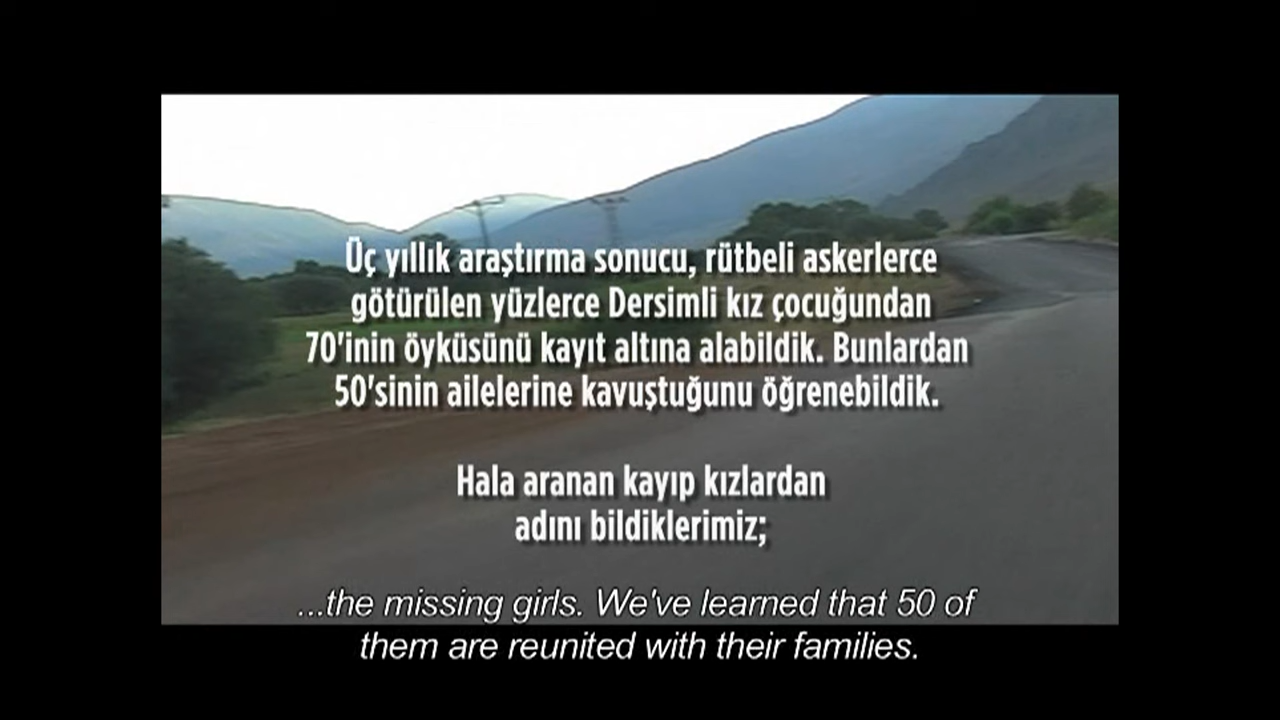 Üç yıllık araştırma sonucu, rütbeli askerlerce
götürülen yüzlerce Dersimli kız çocuğundan
70'inin öyküsünü kayıt altına alabildik. Bunlardan
50'sinin ailelerine kavuştuğunu öğrenebildik.
Hala aranan kayıp kızlardan
adını bildiklerimiz;
...the missing girls. We've learned that 50 of
them are reunited with their families.